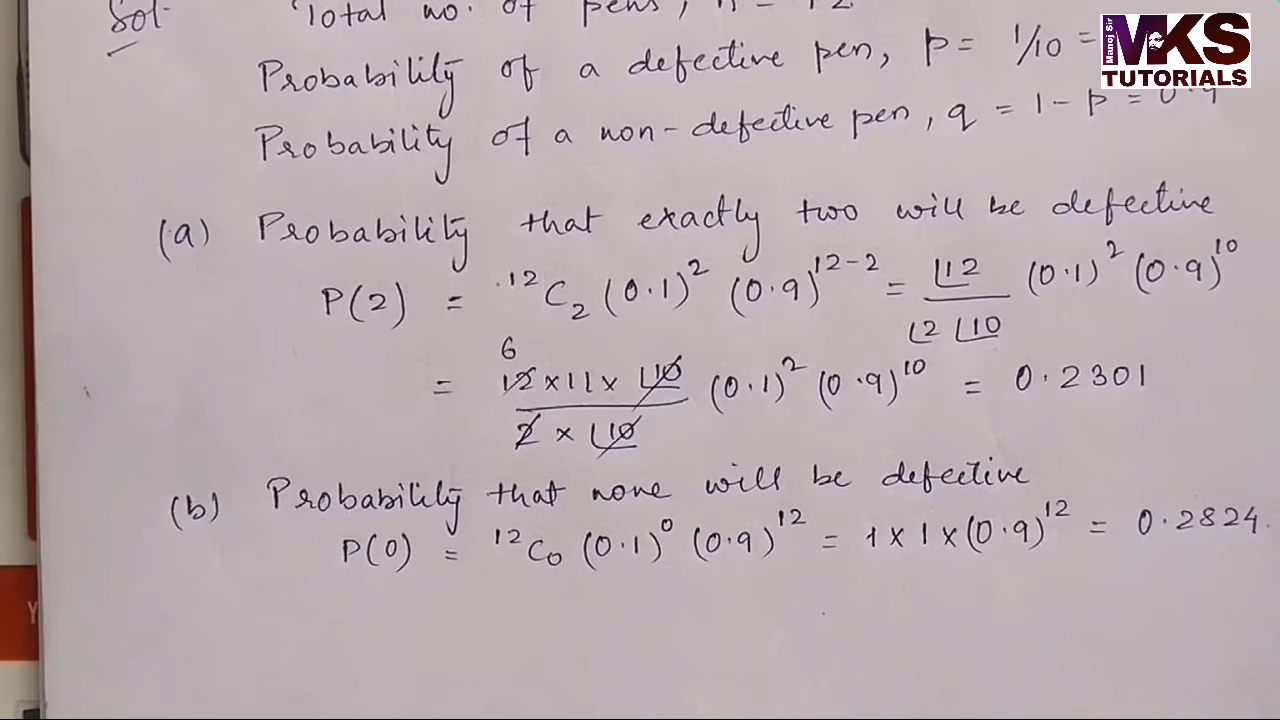 Sol.
Total no. of pens, n = 12
Probability of a defective pen, p = 1/10 =
Probability of a non-defective pen, q = 1 - p = 0.9
(a) Probability that exactly two will be defective
P(2) = ¹²C₂ (0.1)² (0.9)¹²⁻² = |12 / |2 |10 (0.1)² (0.9)¹⁰
= 6 12 × 11 × |10 / 2 × |10 (0.1)² (0.9)¹⁰ = 0.2301
(b) Probability that none will be defective
P(0) = ¹²C₀ (0.1)⁰ (0.9)¹² = 1 × 1 × (0.9)¹² = 0.2824.
Manoj Sir
MKS
TUTORIALS
Y